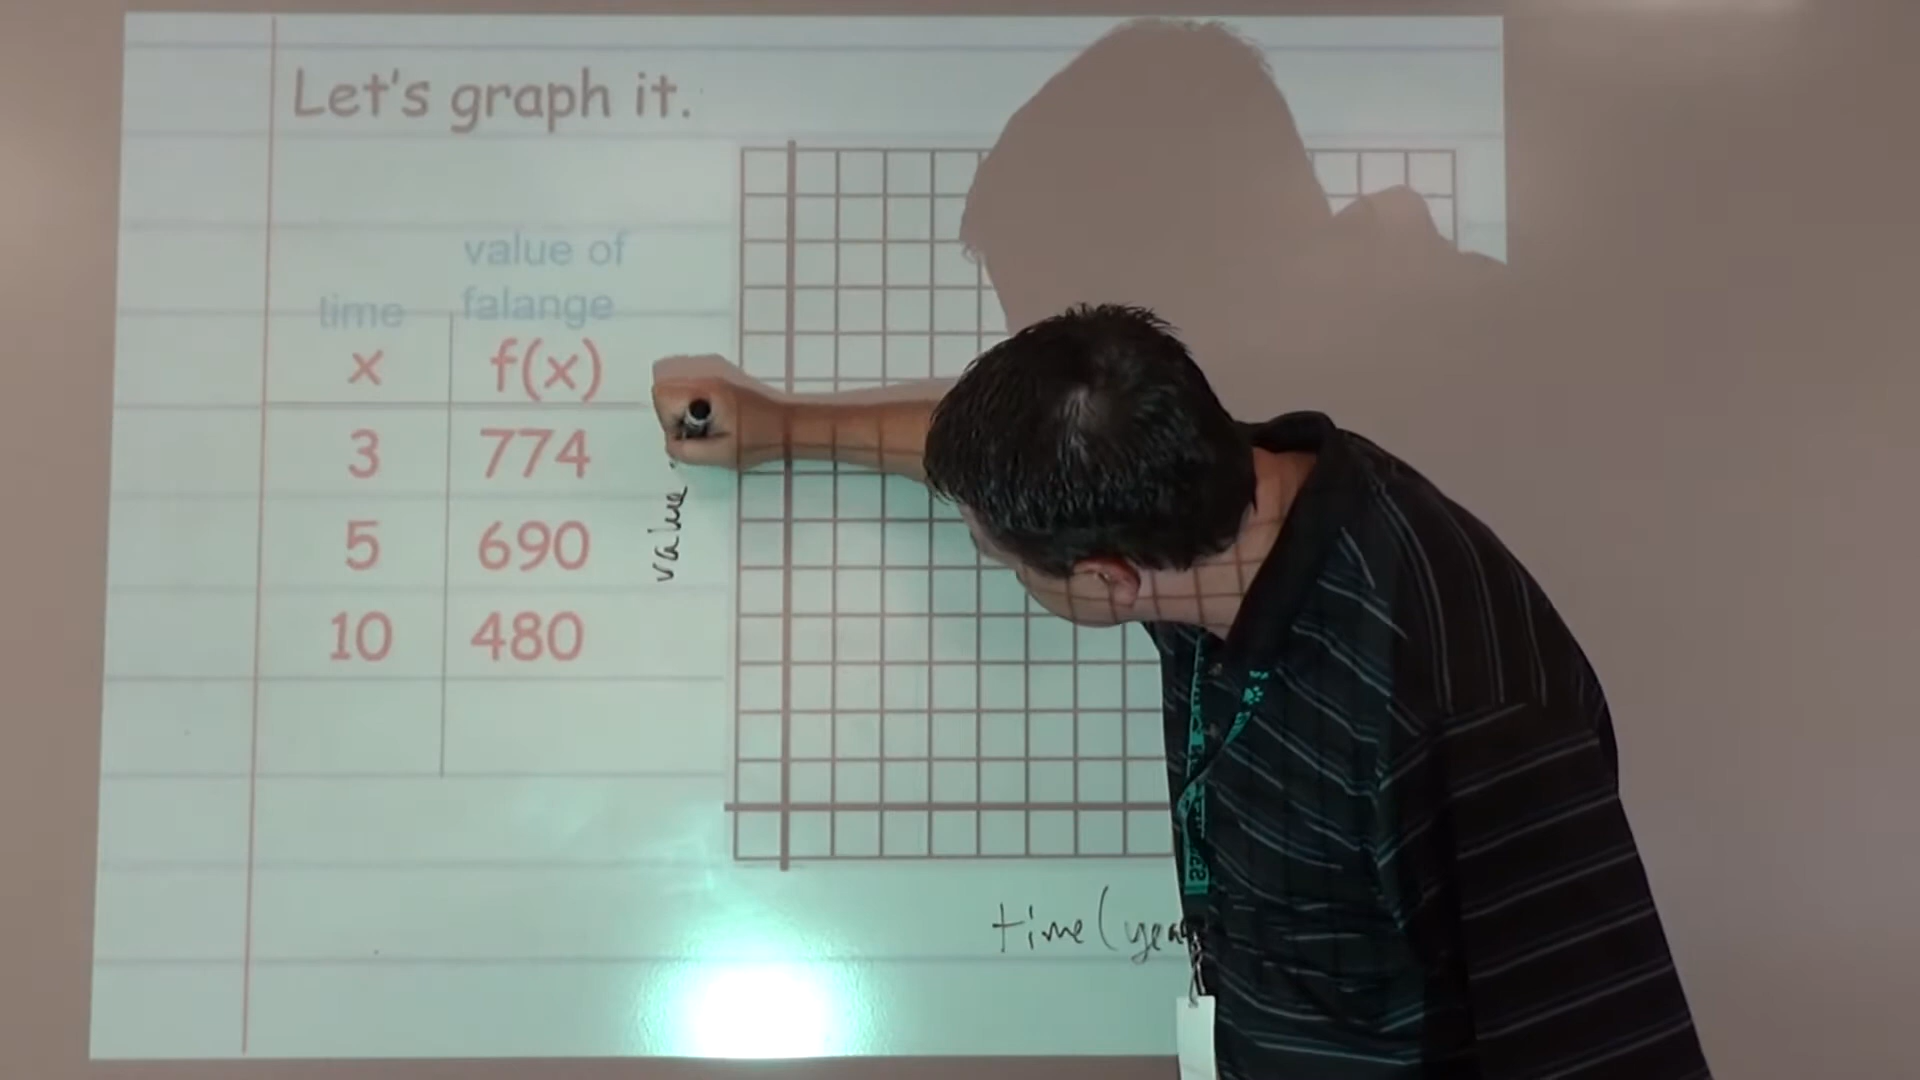 Let's graph it.
value of
falange
time
x f(x)
3 774
5 690
10 480
value
time (yea